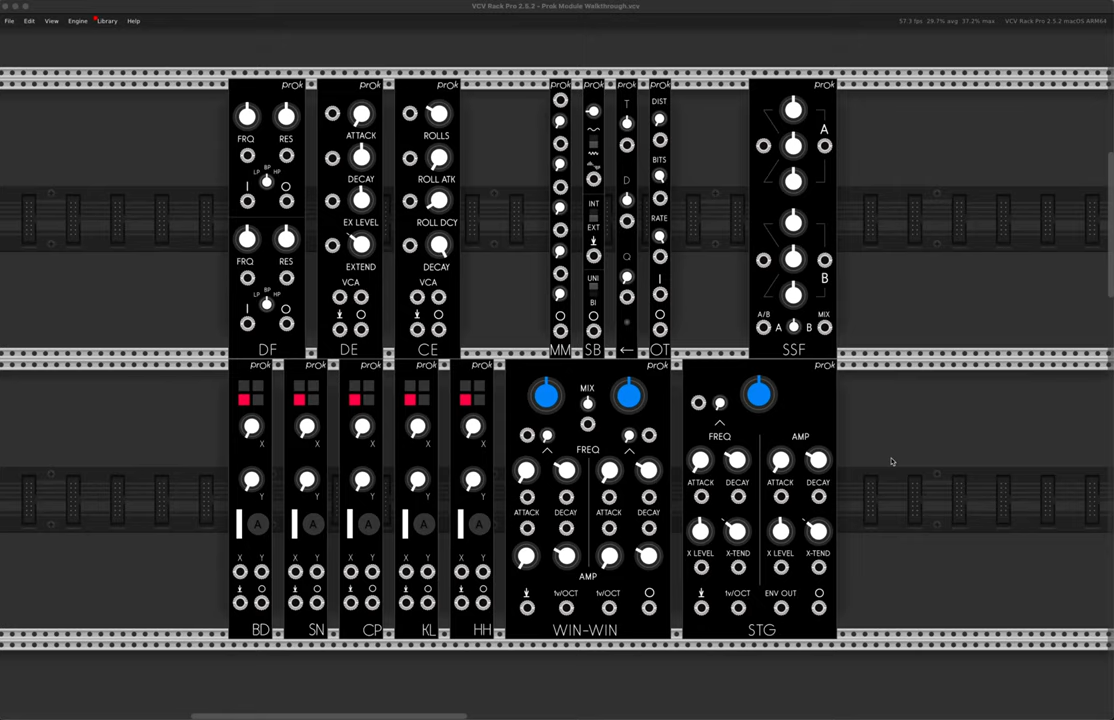 VCV Rack Pro 2.5.2 - Prok Module Walkthrough.vcv
File Edit View Engine Library Help
57.3 fps 29.7% avg 37.2% max VCV Rack Pro 2.5.2 macOS ARM64
prok
FRQ RES
LP BP HP
I O
FRQ RES
LP BP HP
I O
DF
prok
ATTACK
DECAY
EX LEVEL
EXTEND
VCA
O
DE
prok
ROLLS
ROLL ATK
ROLL DCY
DECAY
VCA
O
CE
prok
O
MM
prok
INT
EXT
UNI
BI
O
SB
prok
T
D
Q
←
prok
DIST
BITS
RATE
I
O
OT
prok
A
B
A/B A B MIX
SSF
prok
X
Y
A
X Y
O
BD
prok
X
Y
A
X Y
O
SN
prok
X
Y
A
X Y
O
CP
prok
X
Y
A
X Y
O
KL
prok
X
Y
A
X Y
O
HH
prok
MIX
FREQ
ATTACK DECAY ATTACK DECAY
AMP
1v/OCT 1v/OCT O
WIN-WIN
prok
FREQ AMP
ATTACK DECAY ATTACK DECAY
X LEVEL X-TEND X LEVEL X-TEND
1v/OCT ENV OUT O
STG